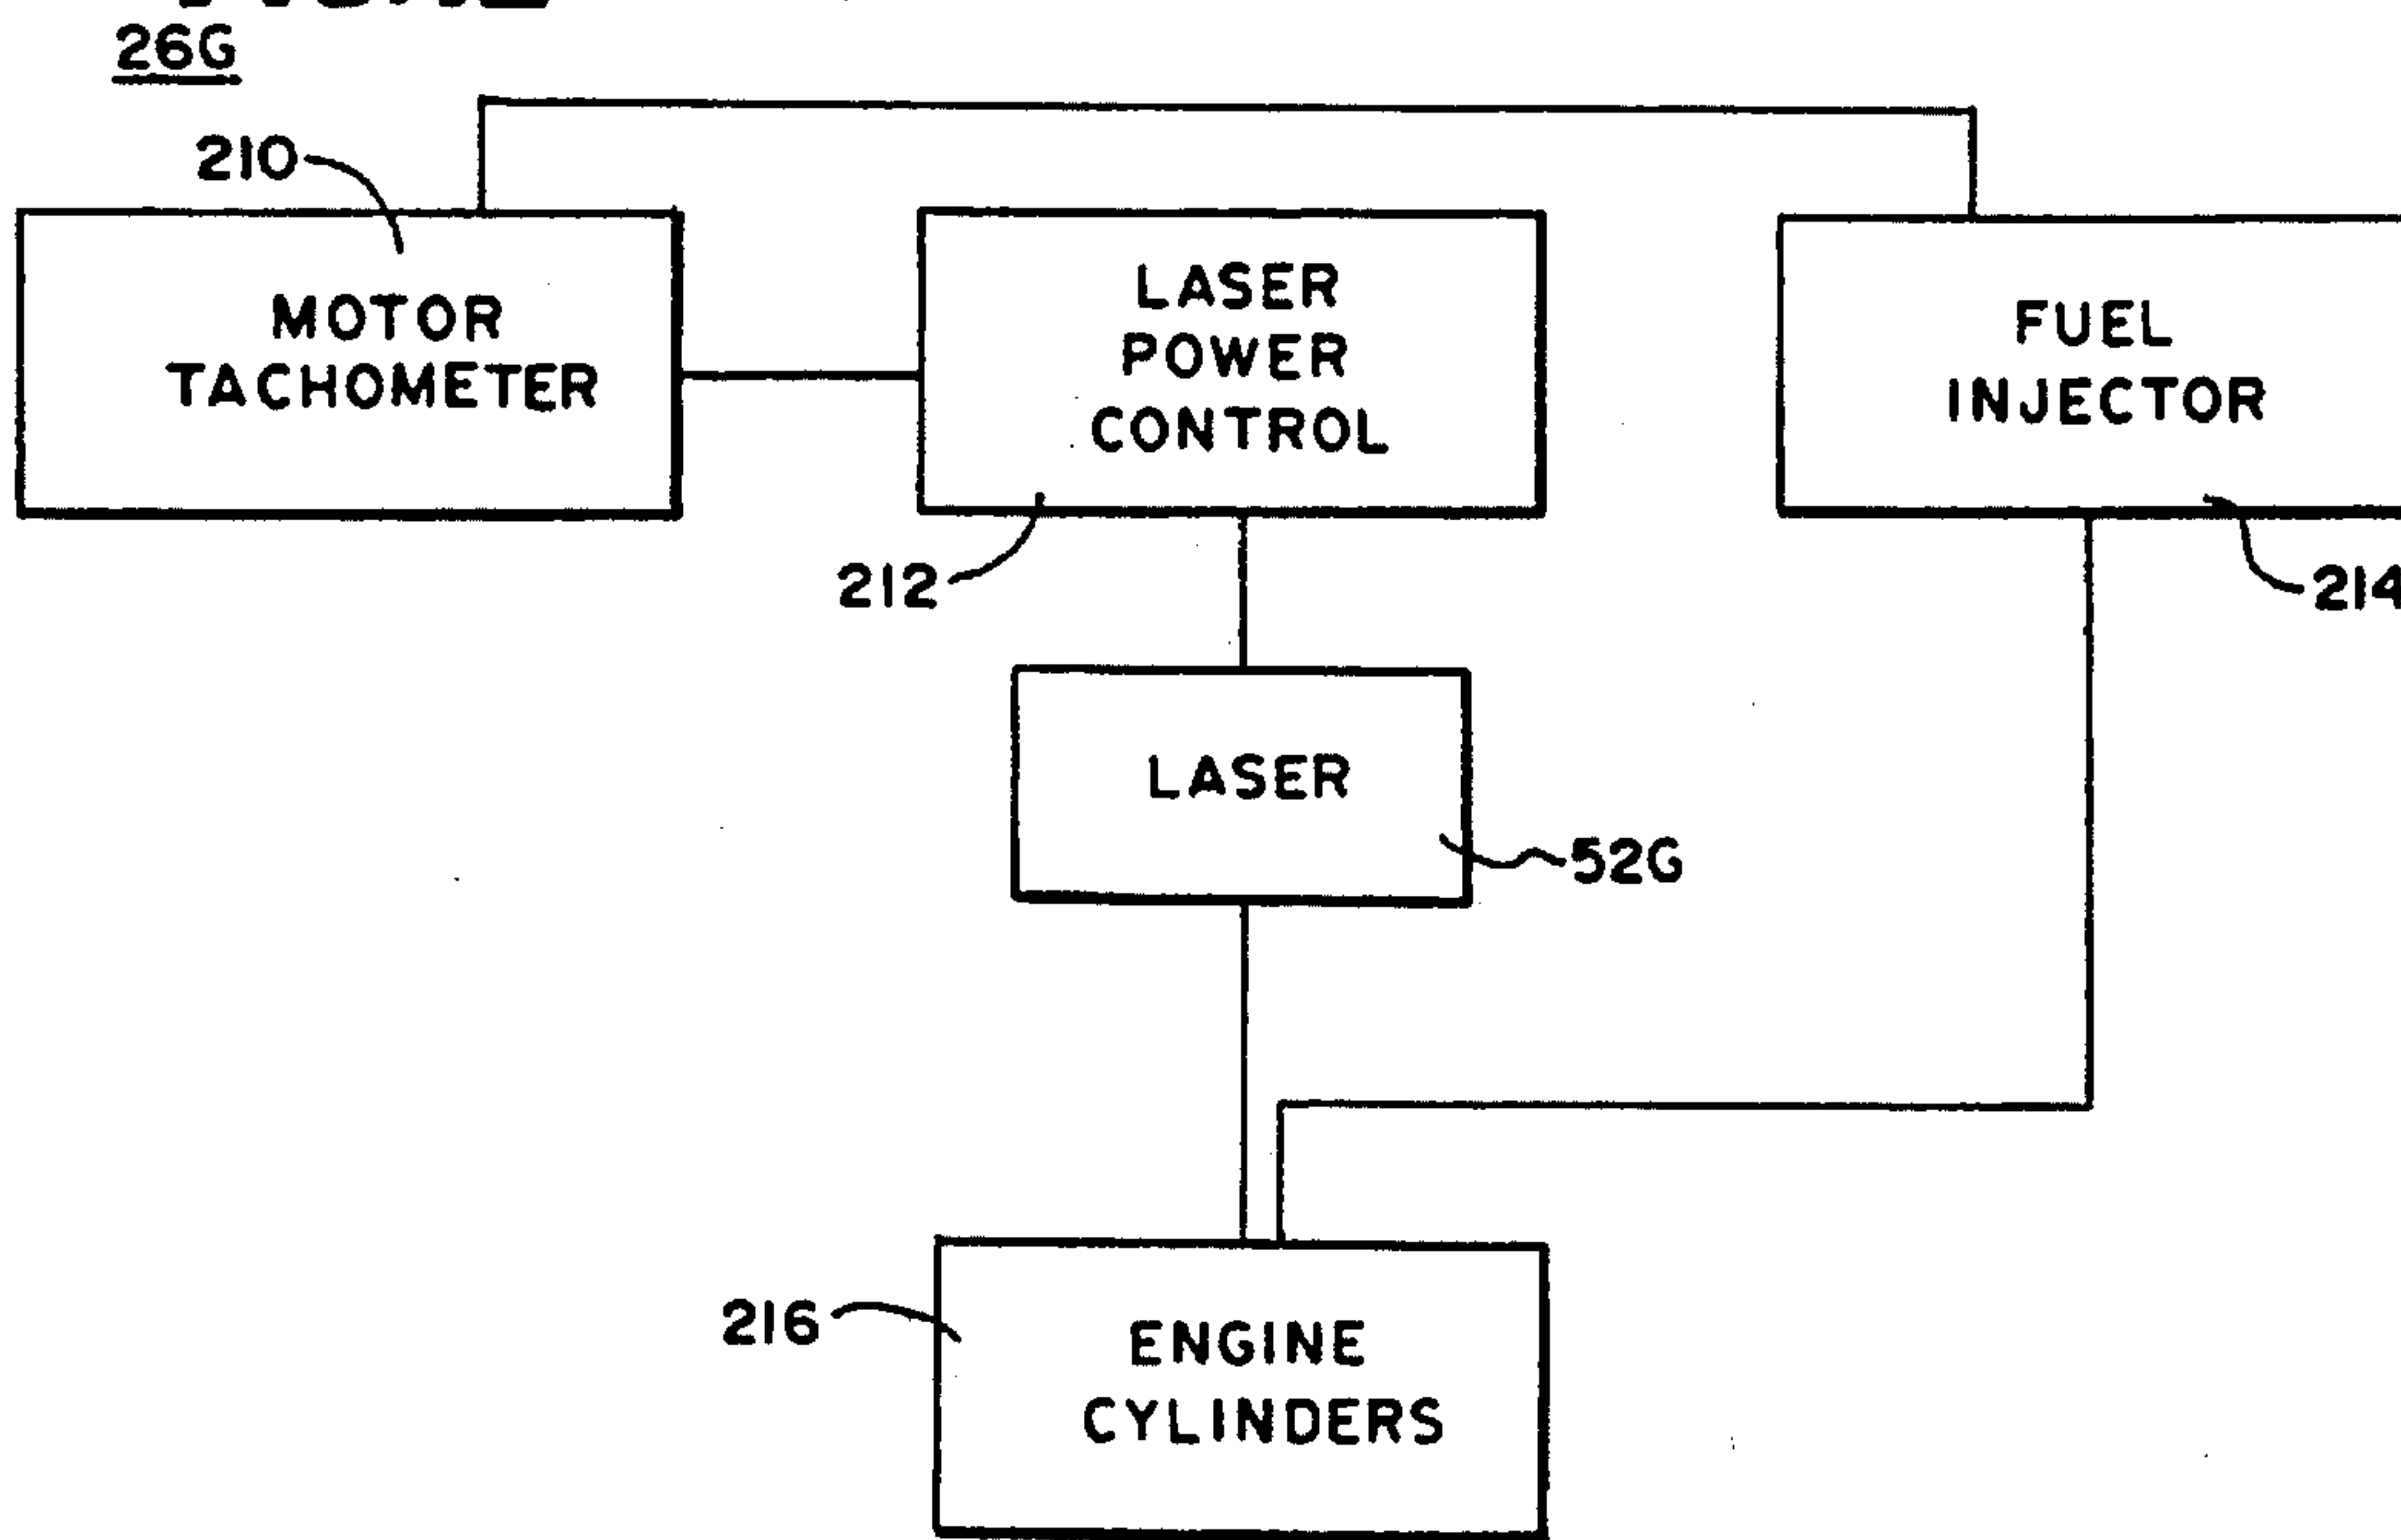 26G
210
MOTOR
TACHOMETER
LASER
POWER
CONTROL
FUEL
INJECTOR
212
214
LASER
52G
216
ENGINE
CYLINDERS